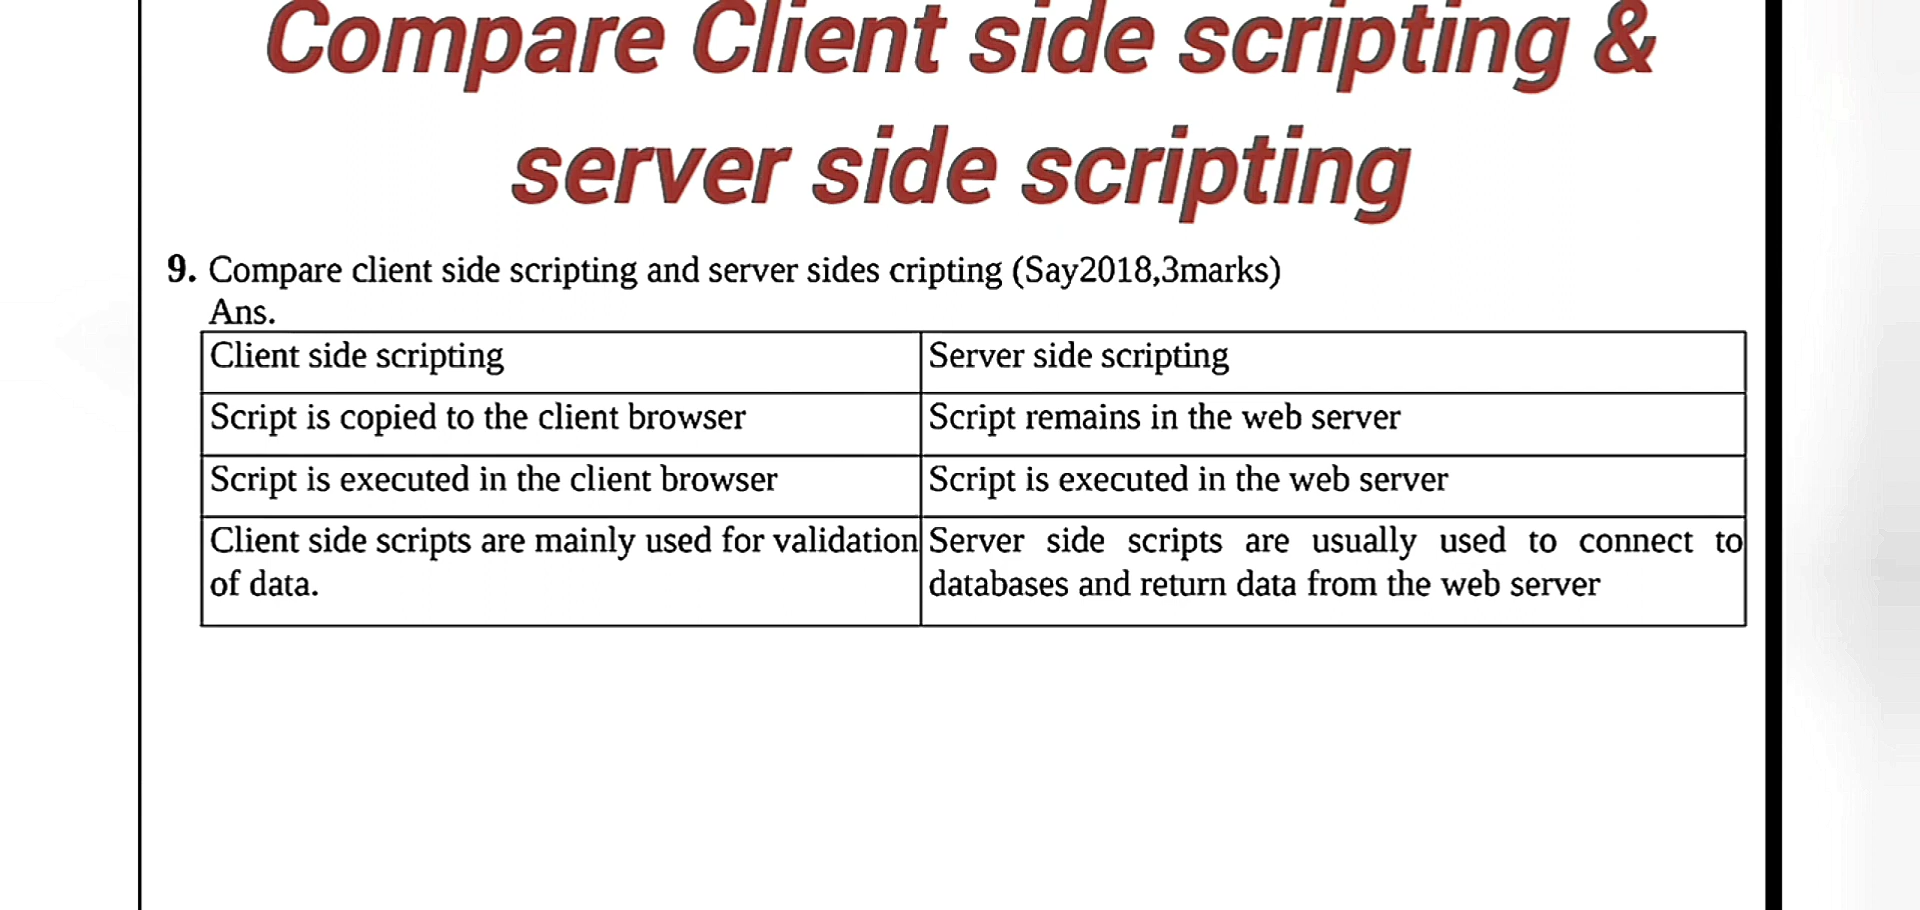 Compare Client side scripting &
server side scripting
9. Compare client side scripting and server sides cripting (Say2018,3marks)
Ans.
Client side scripting Server side scripting
Script is copied to the client browser Script remains in the web server
Script is executed in the client browser Script is executed in the web server
Client side scripts are mainly used for validation Server side scripts are usually used to connect to
of data. databases and return data from the web server